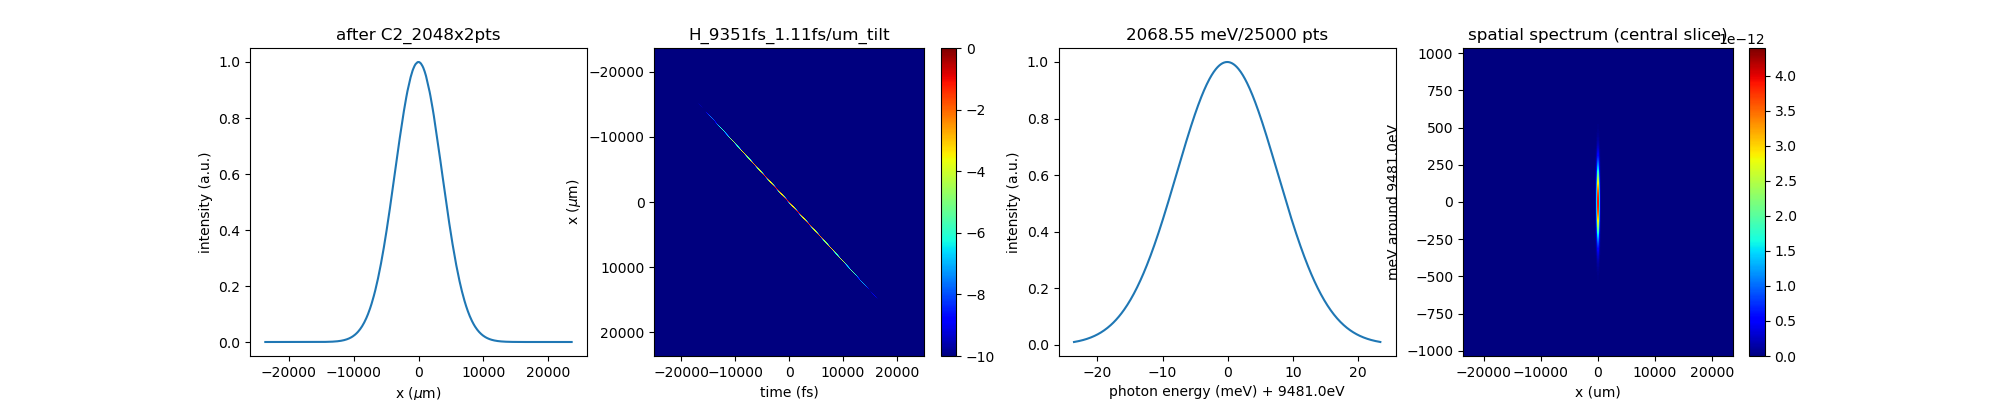 after C2_2048x2pts
1.0
0.8
0.6
0.4
0.2
0.0
intensity (a.u.)
−20000 −10000 0 10000 20000
x (μm)
H_9351fs_1.11fs/um_tilt
−20000
−10000
0
10000
20000
x (μm)
−20000 −10000 0 10000 20000
time (fs)
0
−2
−4
−6
−8
−10
2068.55 meV/25000 pts
1.0
0.8
0.6
0.4
0.2
0.0
intensity (a.u.)
−20 −10 0 10 20
photon energy (meV) + 9481.0eV
spatial spectrum (central slice)
1000
750
500
250
0
−250
−500
−750
−1000
meV around 9481.0eV
−20000 −10000 0 10000 20000
x (um)
1e−12
4.0
3.5
3.0
2.5
2.0
1.5
1.0
0.5
0.0